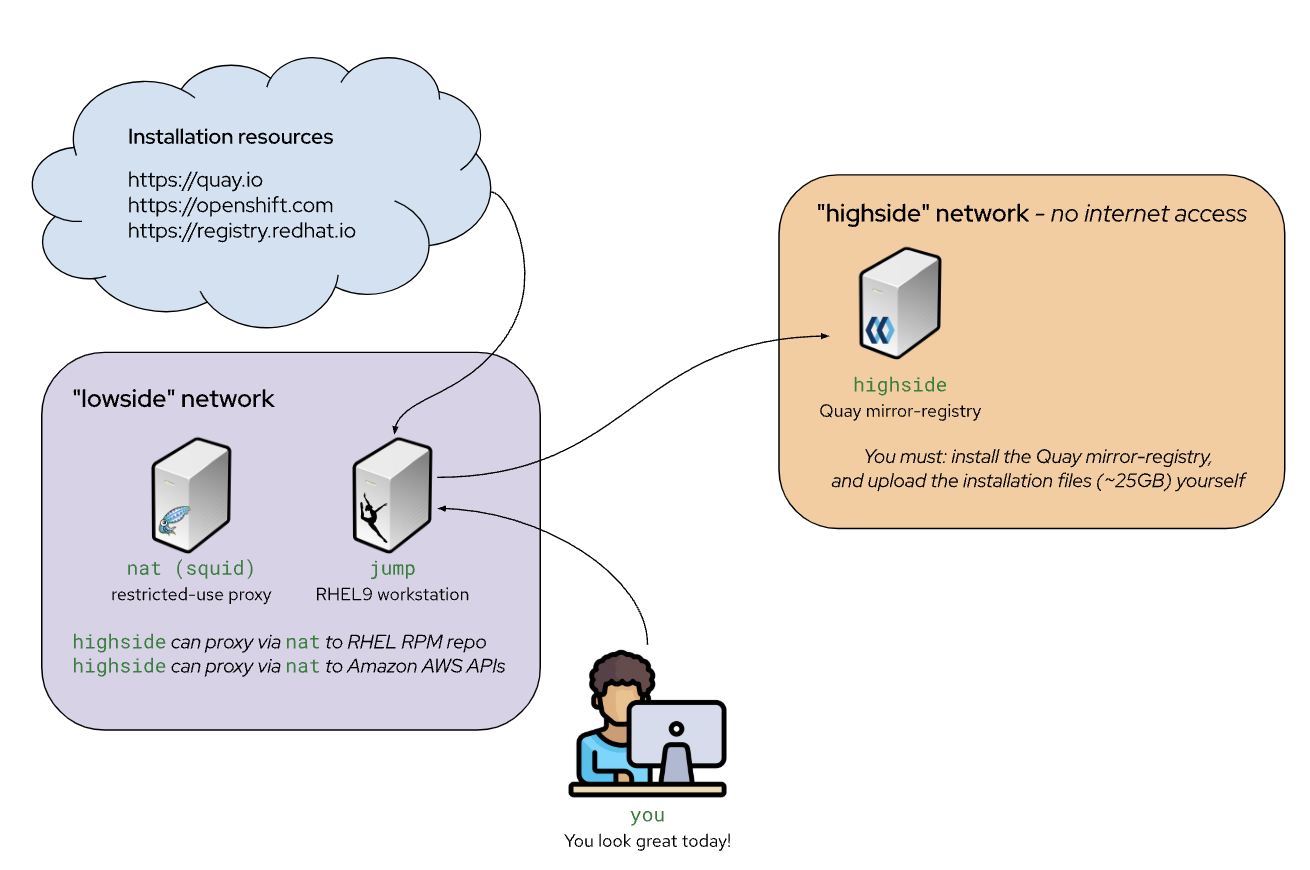 Installation resources
https://quay.io
https://openshift.com
https://registry.redhat.io
"highside" network - no internet access
highside
Quay mirror-registry
You must: install the Quay mirror-registry,
and upload the installation files (~25GB) yourself
"lowside" network
nat (squid)
restricted-use proxy
jump
RHEL9 workstation
highside can proxy via nat to RHEL RPM repo
highside can proxy via nat to Amazon AWS APIs
you
You look great today!